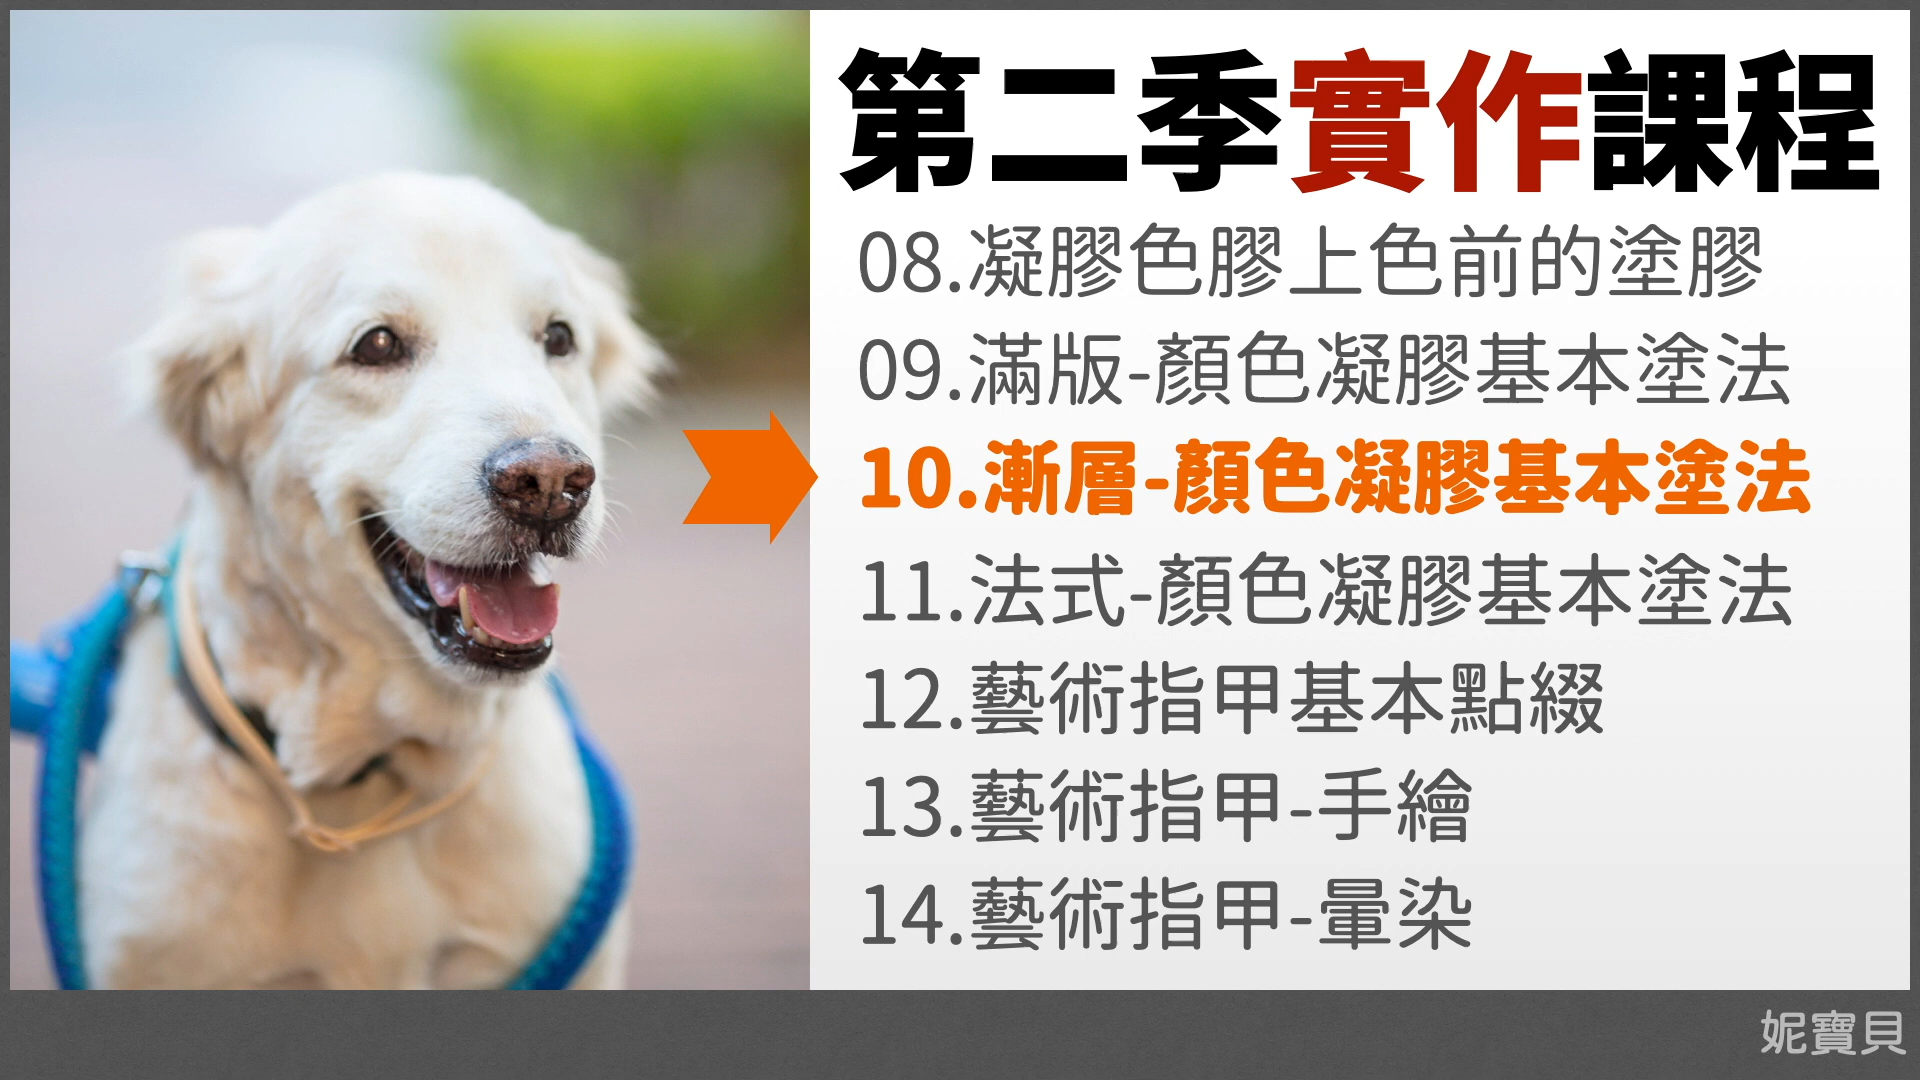 第二季實作課程
08.凝膠色膠上色前的塗膠
09.滿版-顏色凝膠基本塗法
10.漸層-顏色凝膠基本塗法
11.法式-顏色凝膠基本塗法
12.藝術指甲基本點綴
13.藝術指甲-手繪
14.藝術指甲-暈染
妮寶貝